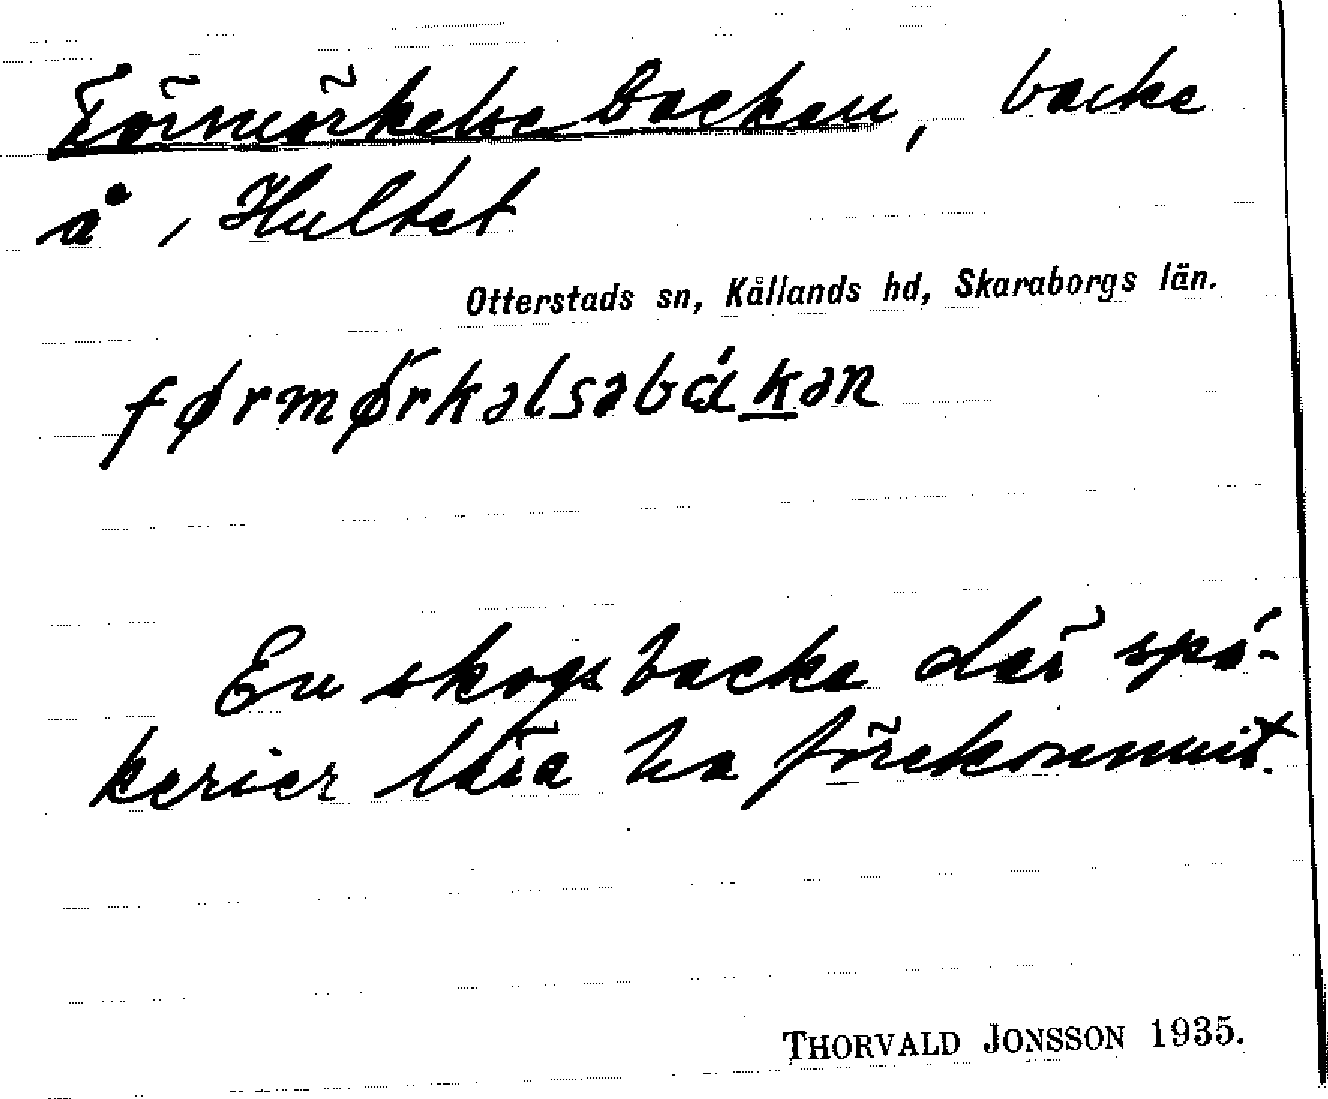 Förmörkelsebacken, backe
å, Hultet
Otterstads sn, Kållands hd, Skaraborgs län.
førmǿrkəlsəbákən
En skogsbacke där spö-
kerier lära ha förekommit.
THORVALD JONSSON 1935.